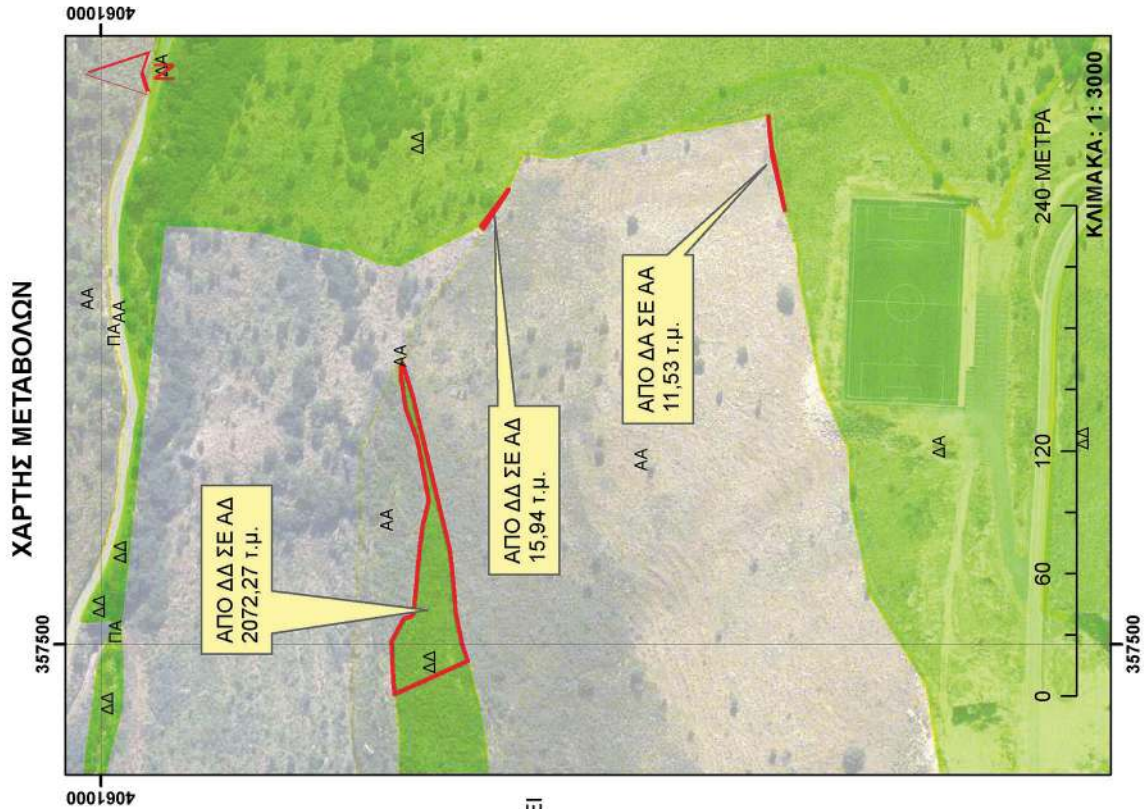 ΧΑΡΤΗΣ ΜΕΤΑΒΟΛΩΝ
357500
4061000
4061000
ΑΑ
ΠΑ
ΑΑ
ΔΑ
N
ΔΔ
ΔΔ
ΔΔ
ΠΑ
ΔΔ
ΑΠΟ ΔΔ ΣΕ ΑΔ
2072,27 τ.μ.
ΑΑ
ΑΑ
ΔΔ
ΑΠΟ ΔΔ ΣΕ ΑΔ
15,94 τ.μ.
ΑΑ
ΑΠΟ ΔΑ ΣΕ ΑΑ
11,53 τ.μ.
ΔΑ
ΔΔ
0 60 120 240 ΜΕΤΡΑ
ΚΛΙΜΑΚΑ: 1: 3000
357500
ΕΙ